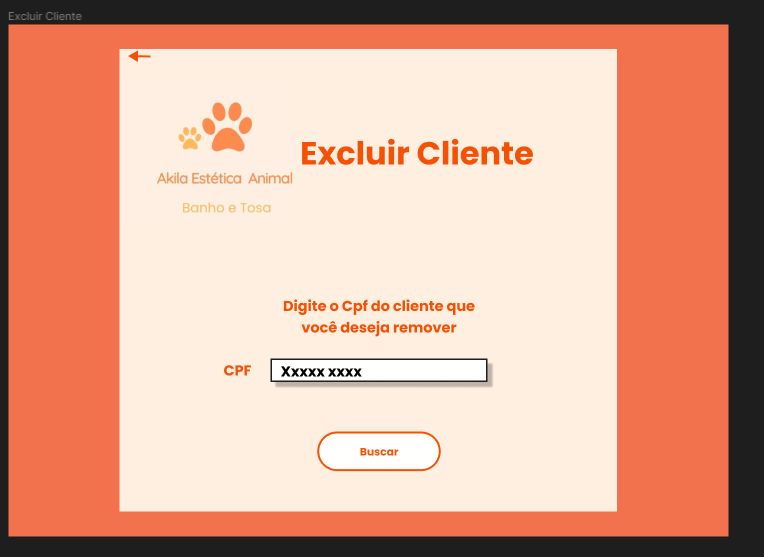 Excluir Cliente
Excluir Cliente
Akila Estética Animal
Banho e Tosa
Digite o Cpf do cliente que
você deseja remover
CPF
Xxxxx xxxx
Buscar